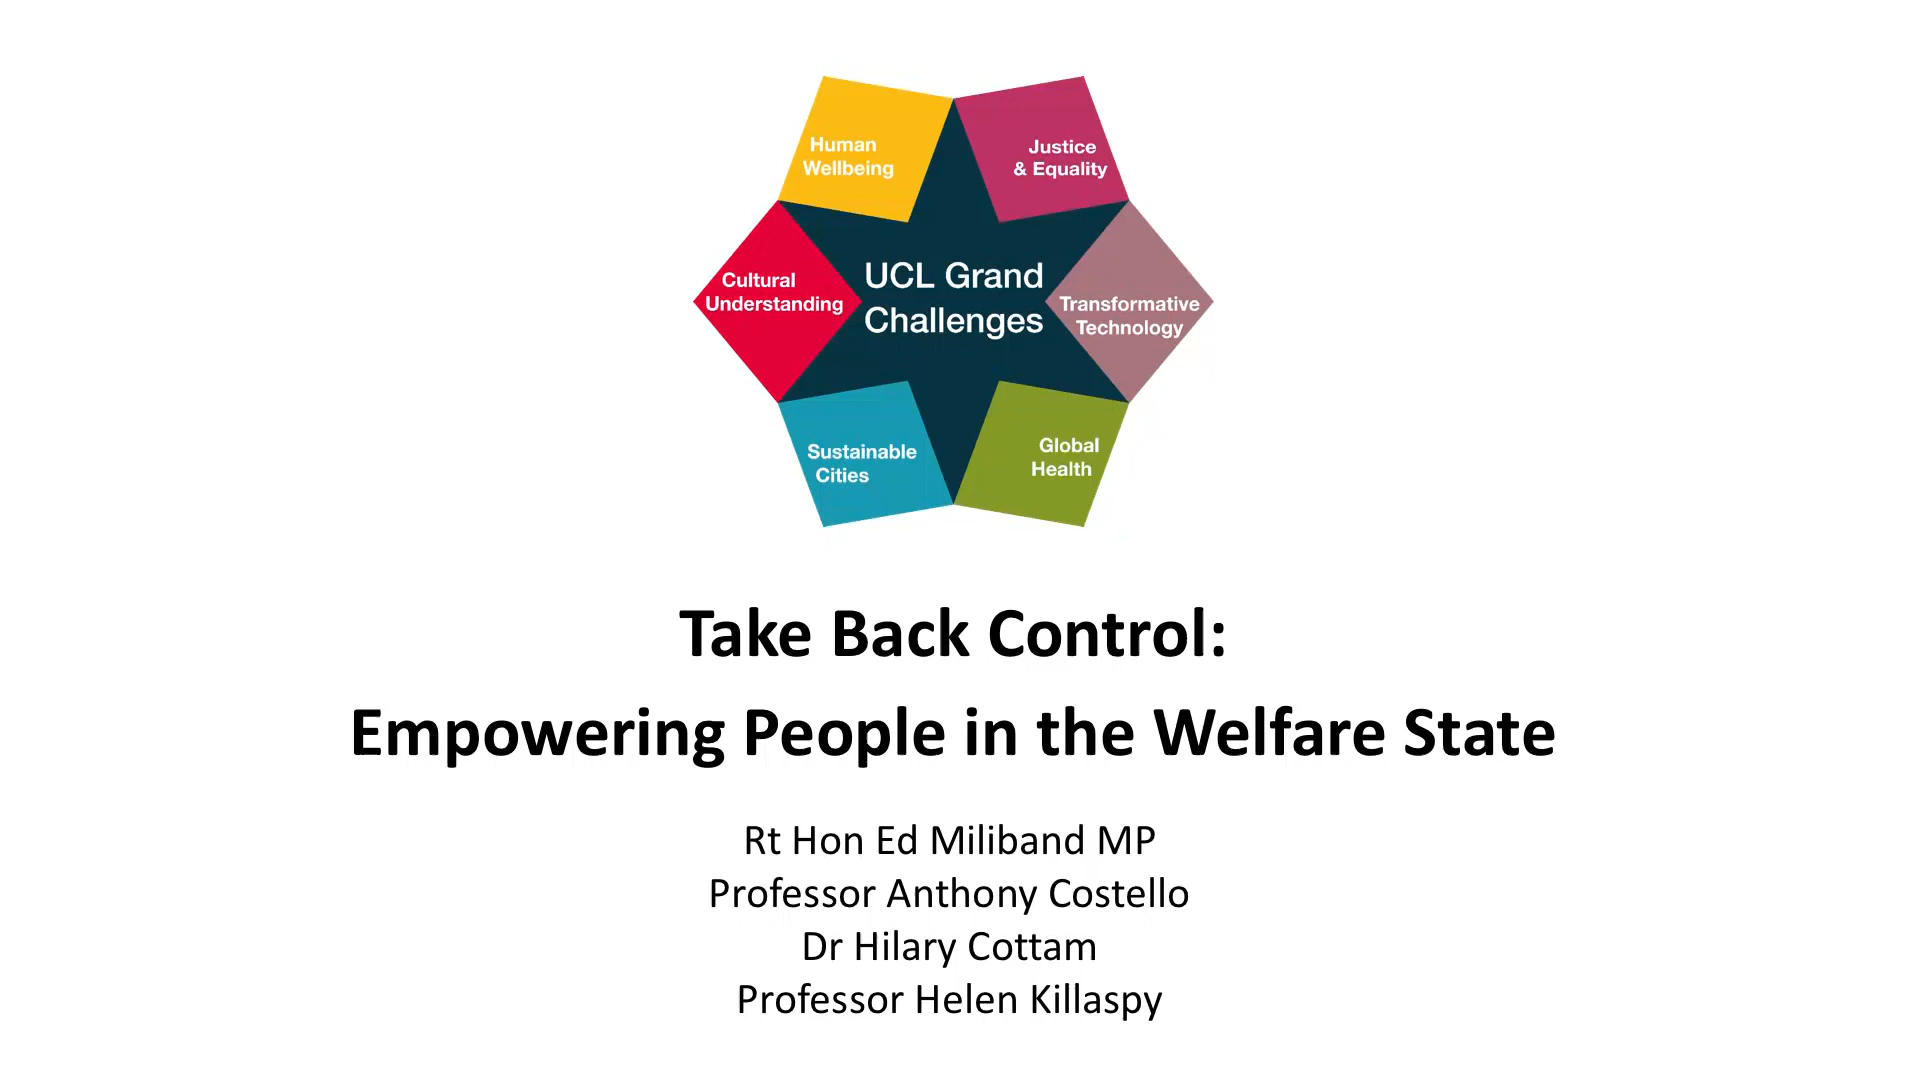 Human
Wellbeing
Justice
& Equality
Cultural
Understanding
UCL Grand
Challenges
Transformative
Technology
Sustainable
Cities
Global
Health
Take Back Control:
Empowering People in the Welfare State
Rt Hon Ed Miliband MP
Professor Anthony Costello
Dr Hilary Cottam
Professor Helen Killaspy